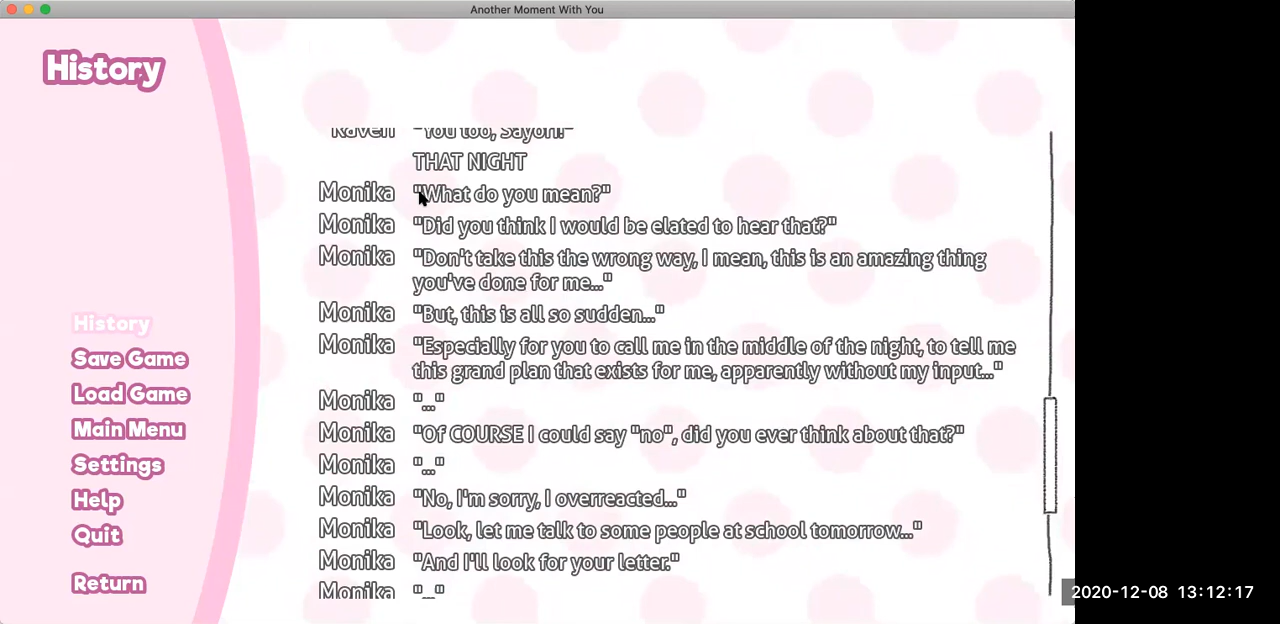 Another Moment With You
History
Raven "You too, Sayori!"
THAT NIGHT
Monika "What do you mean?"
Monika "Did you think I would be elated to hear that?"
Monika "Don't take this the wrong way, I mean, this is an amazing thing
you've done for me..."
Monika "But, this is all so sudden..."
Monika "Especially for you to call me in the middle of the night, to tell me
this grand plan that exists for me, apparently without my input..."
Monika "..."
Monika "Of COURSE I could say "no", did you ever think about that?"
Monika "..."
Monika "No, I'm sorry, I overreacted..."
Monika "Look, let me talk to some people at school tomorrow..."
Monika "And I'll look for your letter."
Monika "..."
History
Save Game
Load Game
Main Menu
Settings
Help
Quit
Return
2020-12-08 13:12:17